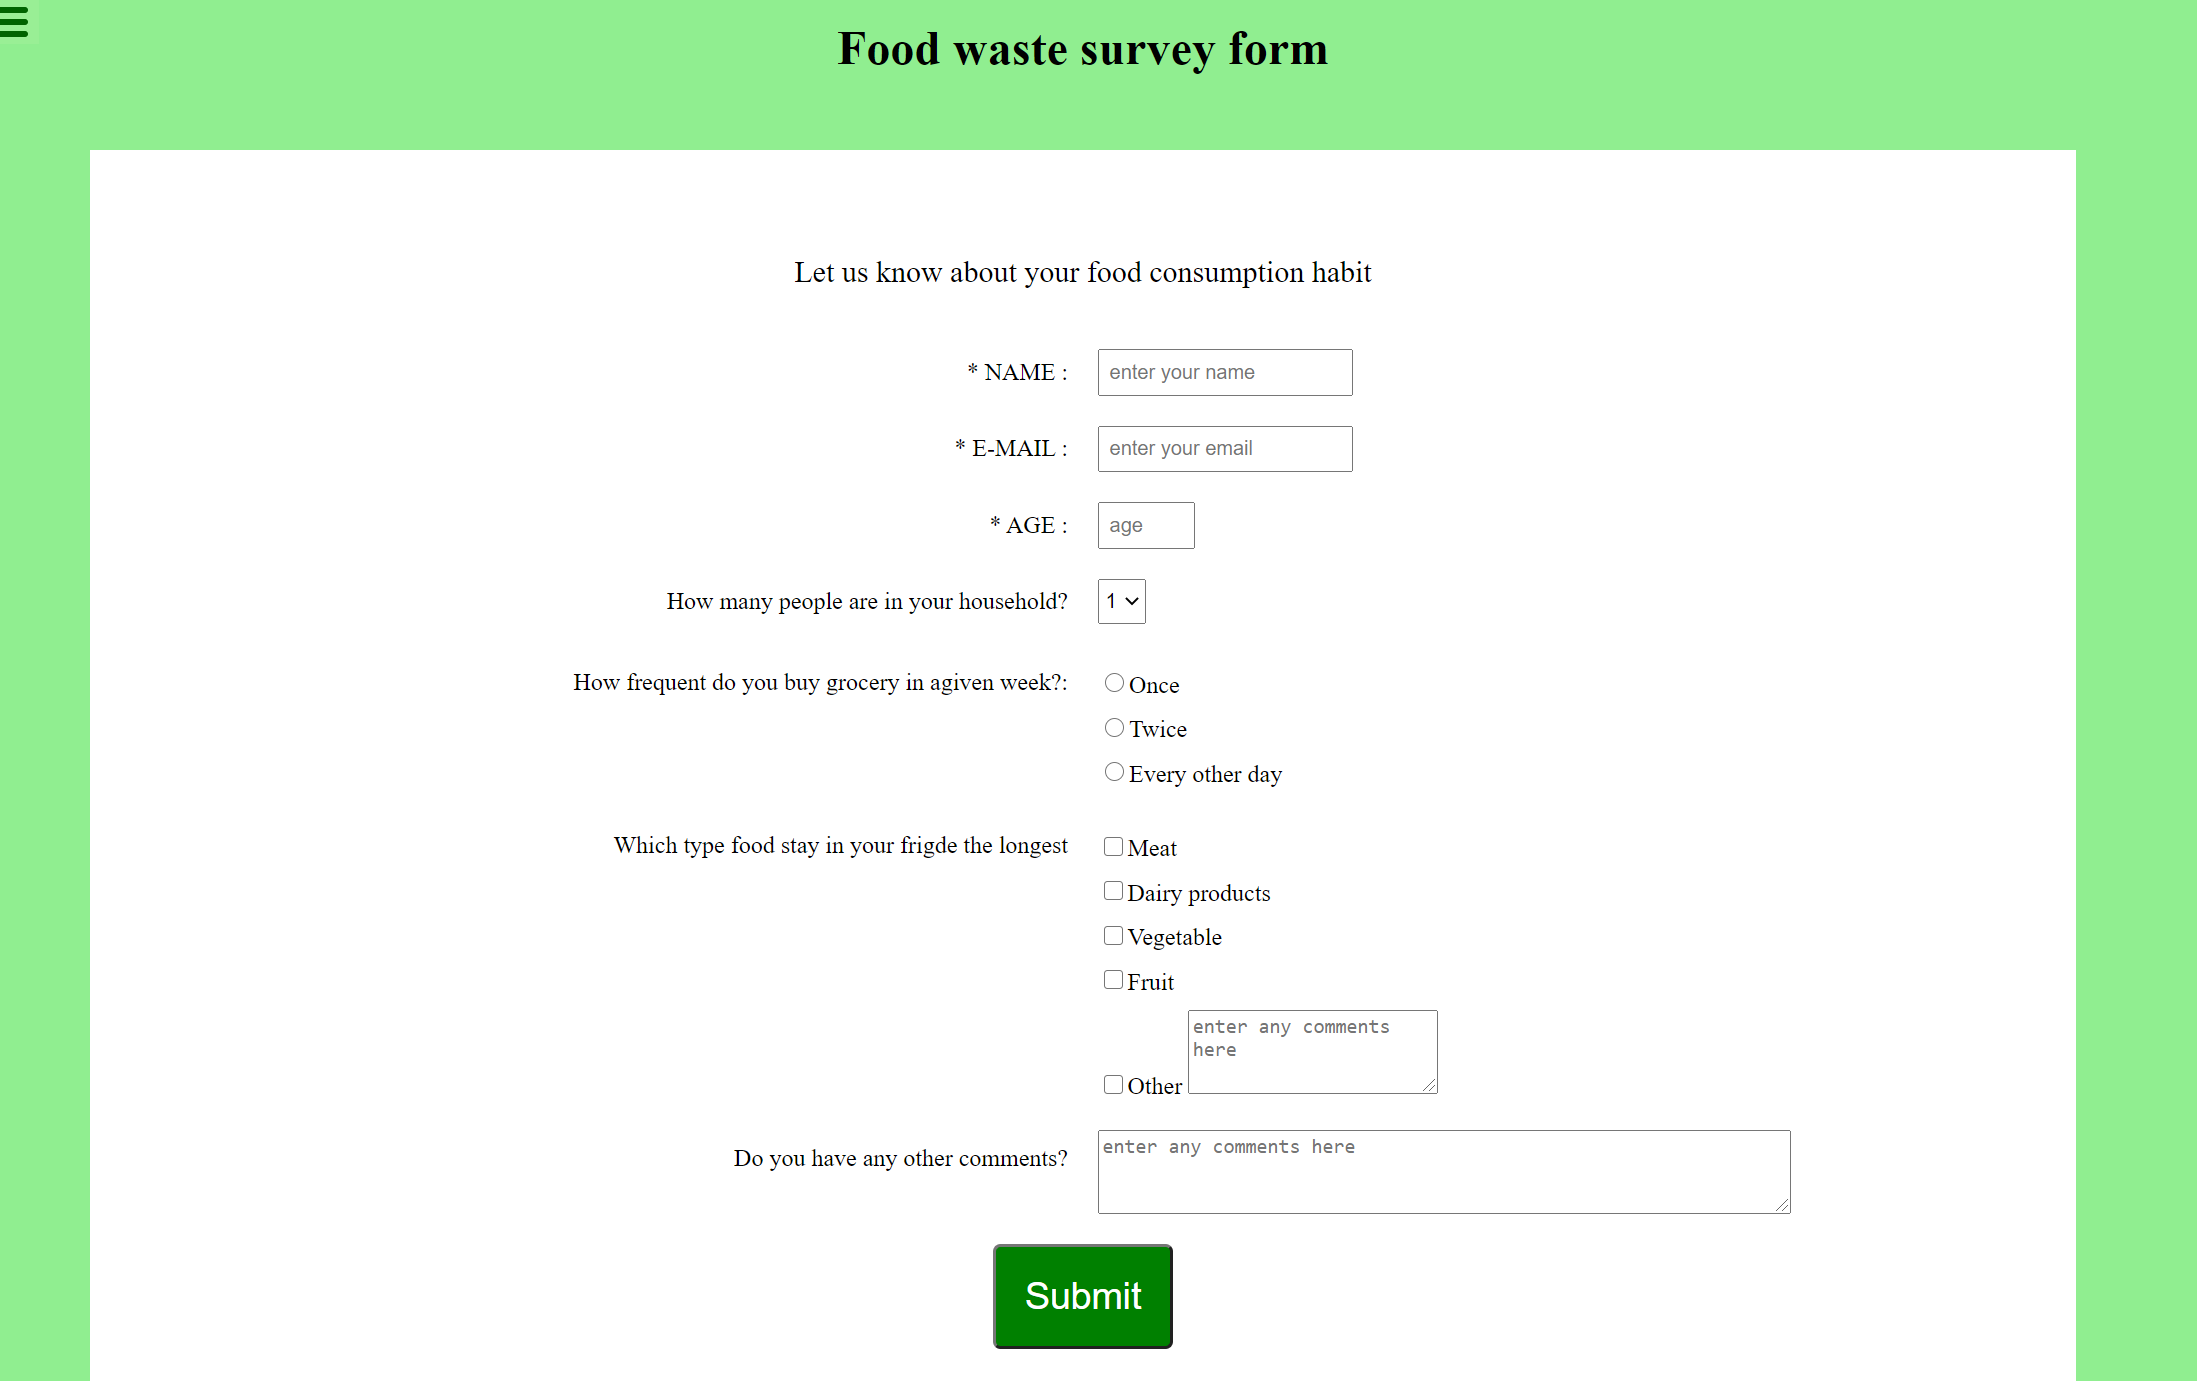 Food waste survey form
Let us know about your food consumption habit
* NAME : enter your name
* E-MAIL : enter your email
* AGE : age
How many people are in your household? 1
How frequent do you buy grocery in agiven week?: Once
Twice
Every other day
Which type food stay in your frigde the longest Meat
Dairy products
Vegetable
Fruit
enter any comments
here
Other
Do you have any other comments? enter any comments here
Submit